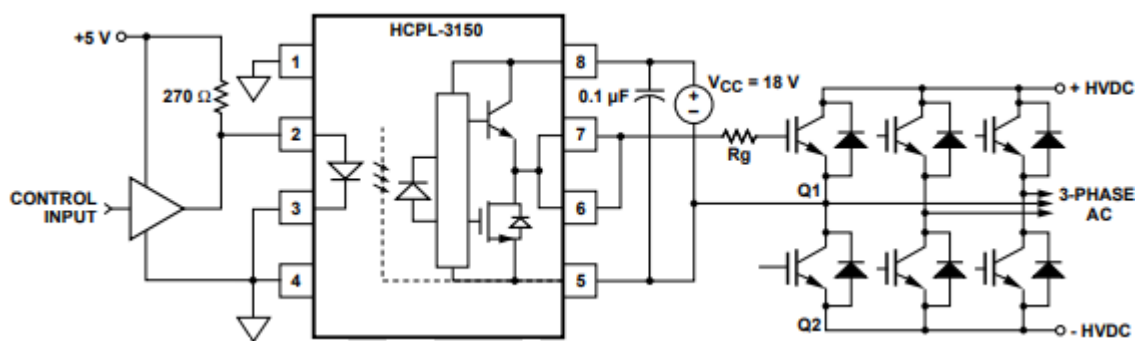 HCPL-3150
+5 V
270 Ω
1
2
3
4
8
7
6
5
0.1 µF
VCC = 18 V
+
–
Rg
+ HVDC
Q1
3-PHASE
AC
CONTROL
INPUT
Q2
- HVDC